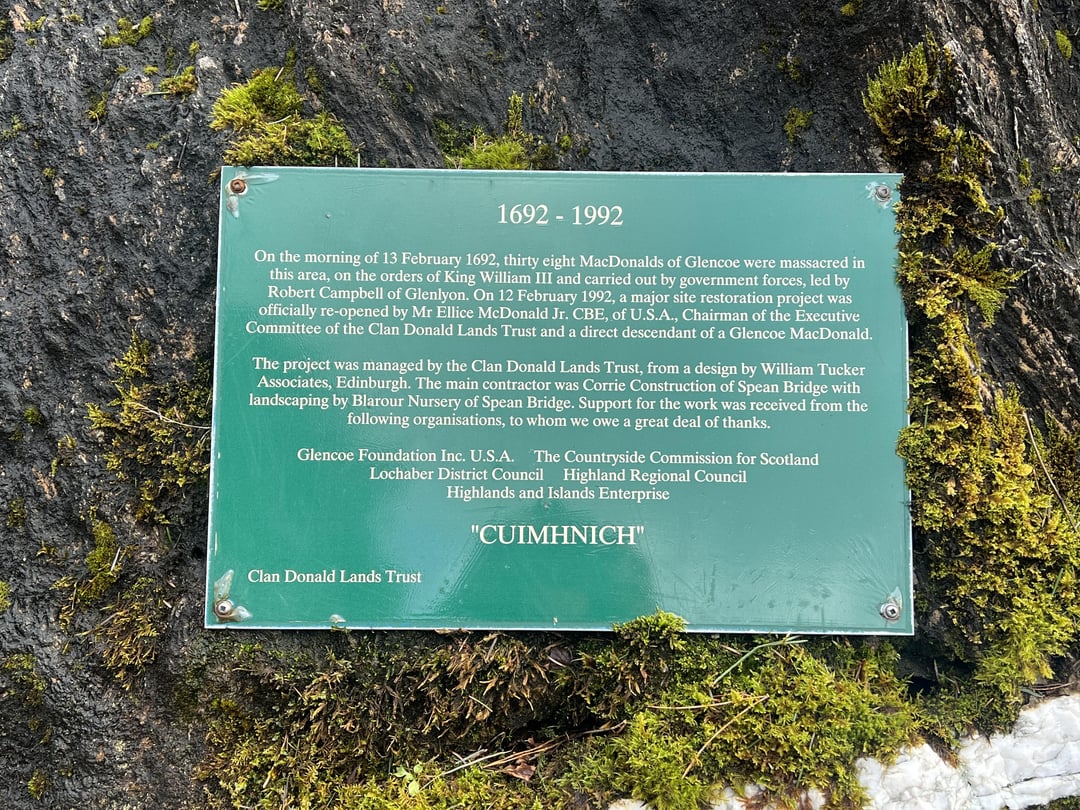 1692 - 1992
On the morning of 13 February 1692, thirty eight MacDonalds of Glencoe were massacred in
this area, on the orders of King William III and carried out by government forces, led by
Robert Campbell of Glenlyon. On 12 February 1992, a major site restoration project was
officially re-opened by Mr Ellice McDonald Jr. CBE, of U.S.A., Chairman of the Executive
Committee of the Clan Donald Lands Trust and a direct descendant of a Glencoe MacDonald.
The project was managed by the Clan Donald Lands Trust, from a design by William Tucker
Associates, Edinburgh. The main contractor was Corrie Construction of Spean Bridge with
landscaping by Blarour Nursery of Spean Bridge. Support for the work was received from the
following organisations, to whom we owe a great deal of thanks.
Glencoe Foundation Inc. U.S.A. The Countryside Commission for Scotland
Lochaber District Council Highland Regional Council
Highlands and Islands Enterprise
"CUIMHNICH"
Clan Donald Lands Trust